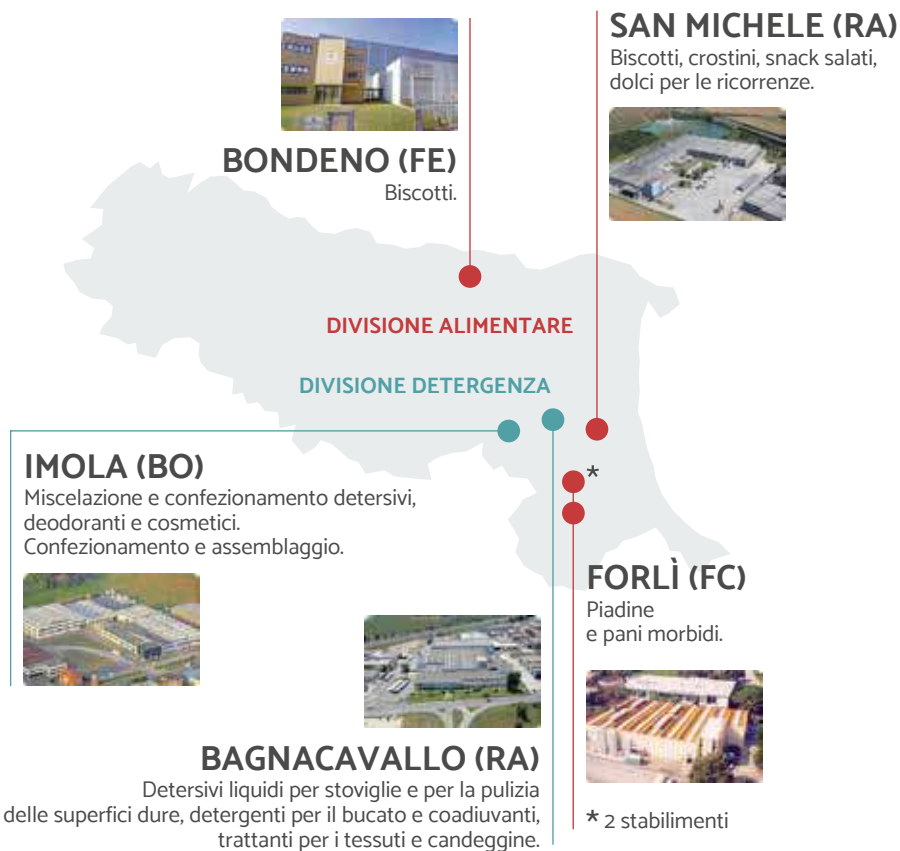 SAN MICHELE (RA)
Biscotti, crostini, snack salati,
dolci per le ricorrenze.
BONDENO (FE)
Biscotti.
DIVISIONE ALIMENTARE
DIVISIONE DETERGENZA
IMOLA (BO)
Miscelazione e confezionamento detersivi,
deodoranti e cosmetici.
Confezionamento e assemblaggio.
*
FORLÌ (FC)
Piadine
e pani morbidi.
BAGNACAVALLO (RA)
Detersivi liquidi per stoviglie e per la pulizia
delle superfici dure, detergenti per il bucato e coadiuvanti,
trattanti per i tessuti e candeggine.
* 2 stabilimenti